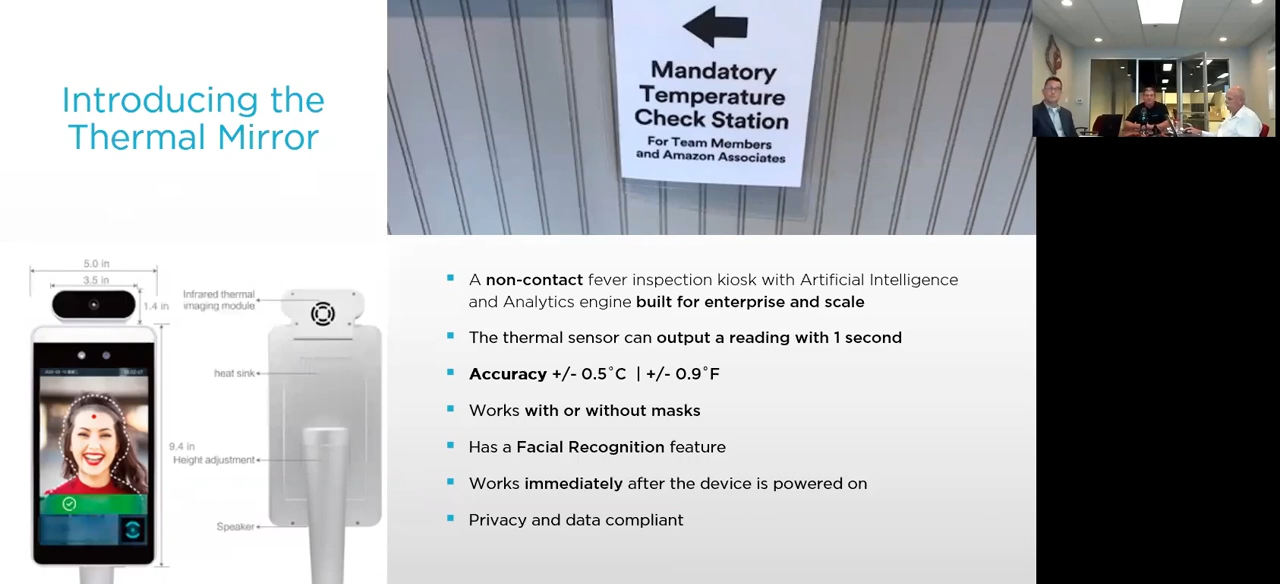 Introducing the
Thermal Mirror
Mandatory
Temperature
Check Station
For Team Members
and Amazon Associates
5.0 in
3.5 in
1.4 in
9.4 in
Infrared thermal
imaging module
heat sink
Height adjustment
Speaker
▪ A non-contact fever inspection kiosk with Artificial Intelligence
and Analytics engine built for enterprise and scale
▪ The thermal sensor can output a reading with 1 second
▪ Accuracy +/- 0.5°C | +/- 0.9°F
▪ Works with or without masks
▪ Has a Facial Recognition feature
▪ Works immediately after the device is powered on
▪ Privacy and data compliant